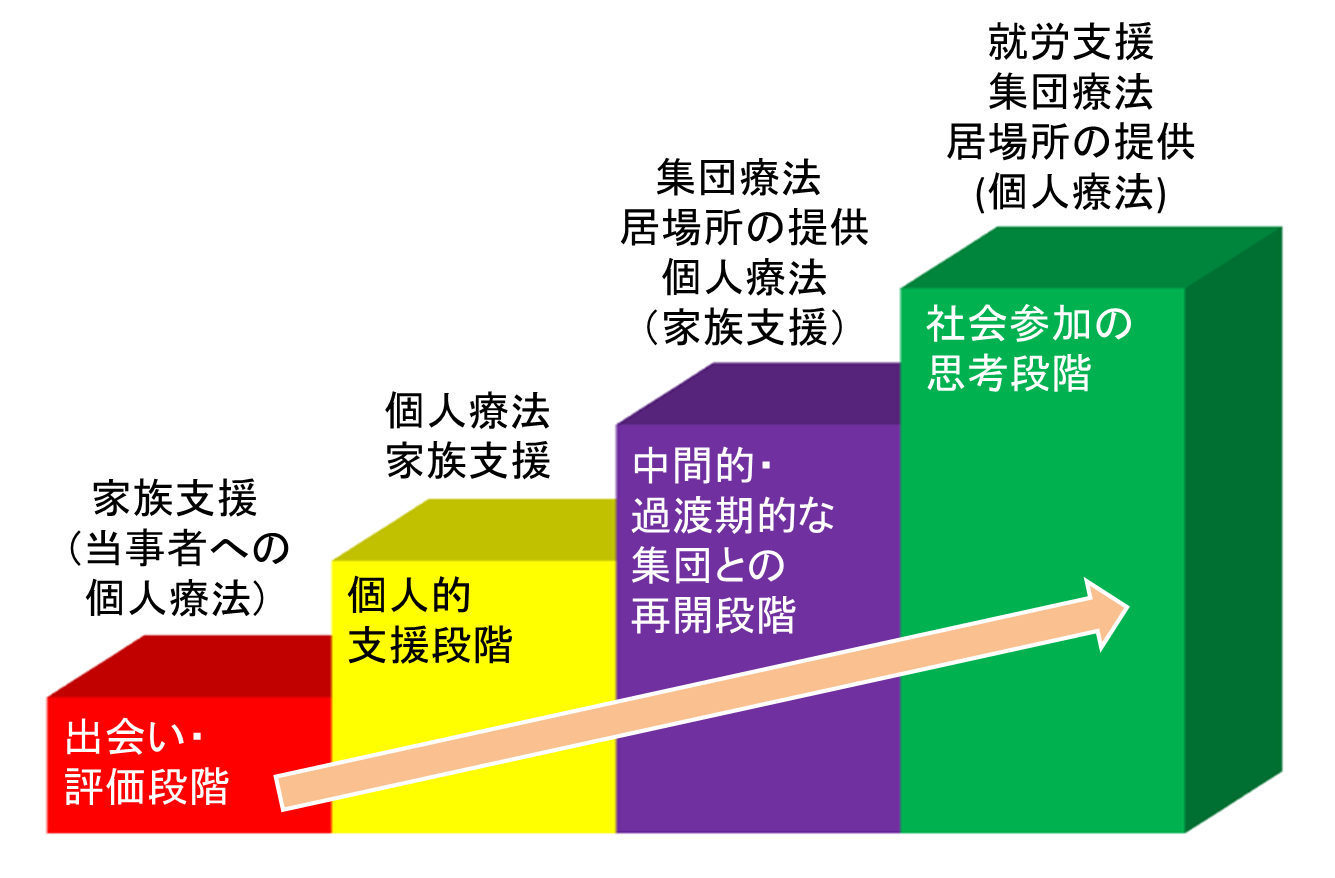 家族支援
（当事者への
個人療法）
出会い・
評価段階
個人療法
家族支援
個人的
支援段階
集団療法
居場所の提供
個人療法
（家族支援）
中間的・
過渡期的な
集団との
再開段階
就労支援
集団療法
居場所の提供
(個人療法)
社会参加の
思考段階